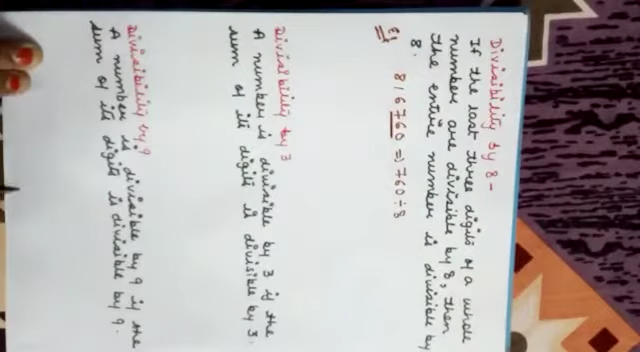 Divisibility by 8 -
If the last three digits of a whole
number are divisible by 8, then
the entire number is divisible by
8.
Eg 816760 => 760÷8
Divisibility by 3
A number is divisible by 3 if the
sum of its digits is divisible by 3.
Divisibility by 9
A number is divisible by 9 if the
sum of its digits is divisible by 9.